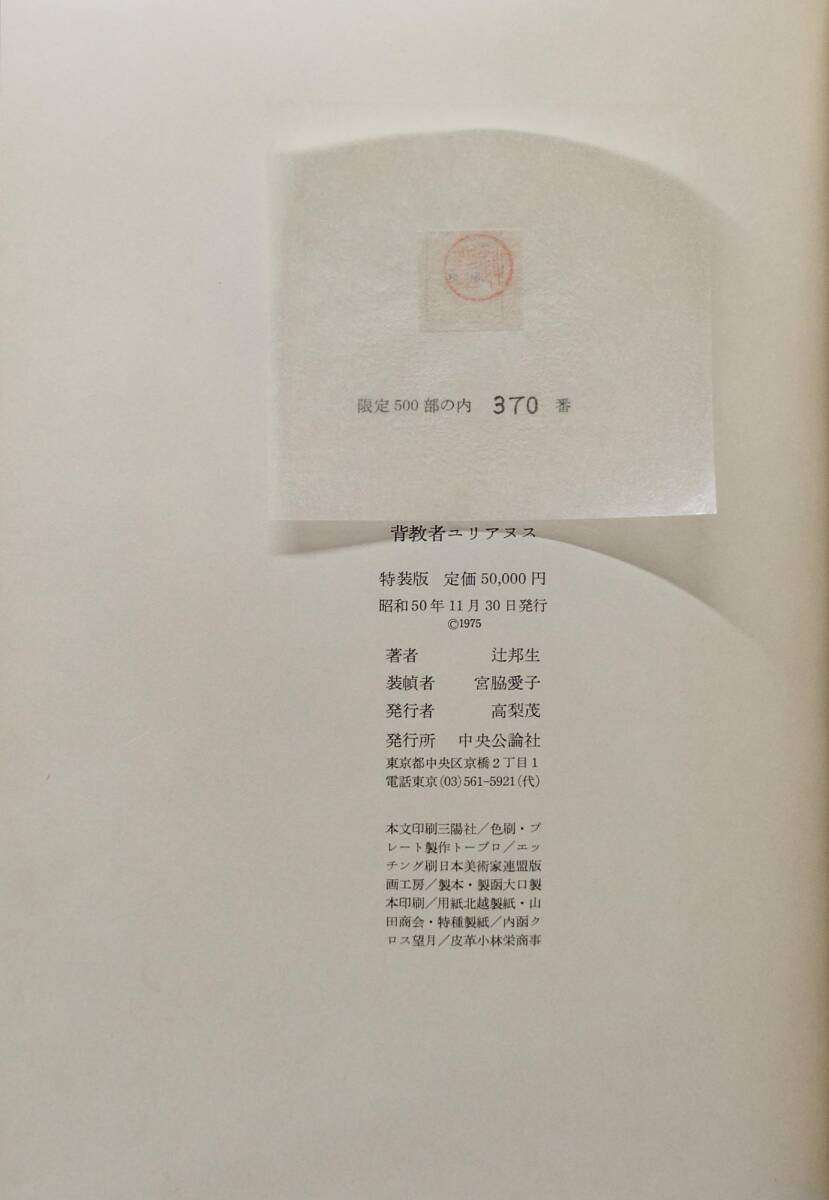 限定500部の内 370 番
背教者ユリアヌス
特装版 定価50,000円
昭和50年11月30日発行
©1975
著者 辻邦生
装幀者 宮脇愛子
発行者 高梨茂
発行所 中央公論社
東京都中央区京橋2丁目1
電話東京(03)561-5921(代)
本文印刷三陽社/色刷・プ
レート製作トープロ/エッ
チング刷日本美術家連盟版
画工房/製本・製函大口製
本印刷/用紙北越製紙・山
田商会・特種製紙/内函ク
ロス望月/皮革小林栄商事